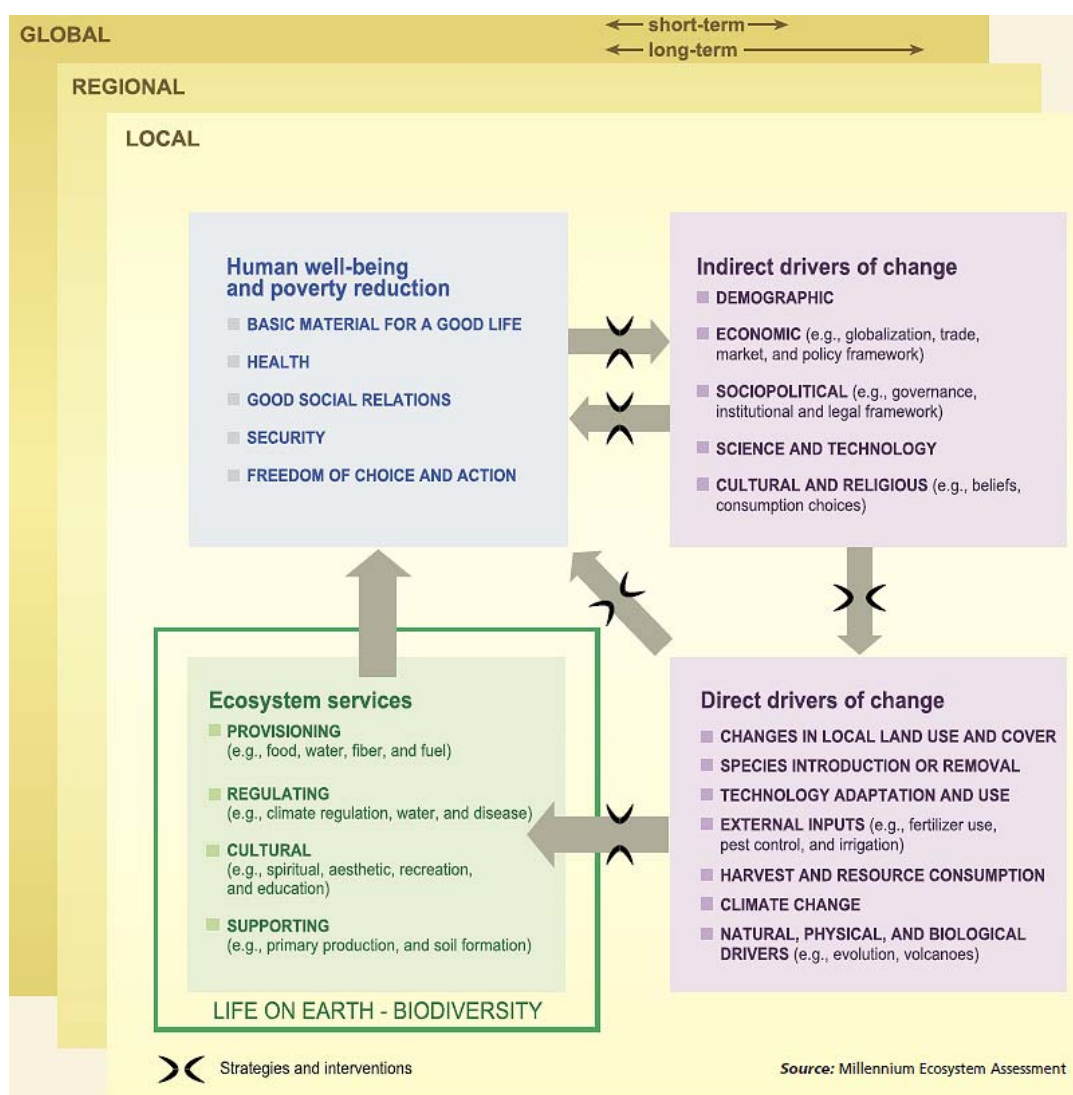 GLOBAL
short-term
long-term
REGIONAL
LOCAL
Human well-being
and poverty reduction
BASIC MATERIAL FOR A GOOD LIFE
HEALTH
GOOD SOCIAL RELATIONS
SECURITY
FREEDOM OF CHOICE AND ACTION
Indirect drivers of change
DEMOGRAPHIC
ECONOMIC (e.g., globalization, trade,
market, and policy framework)
SOCIOPOLITICAL (e.g., governance,
institutional and legal framework)
SCIENCE AND TECHNOLOGY
CULTURAL AND RELIGIOUS (e.g., beliefs,
consumption choices)
Ecosystem services
PROVISIONING
(e.g., food, water, fiber, and fuel)
REGULATING
(e.g., climate regulation, water, and disease)
CULTURAL
(e.g., spiritual, aesthetic, recreation,
and education)
SUPPORTING
(e.g., primary production, and soil formation)
LIFE ON EARTH - BIODIVERSITY
Direct drivers of change
CHANGES IN LOCAL LAND USE AND COVER
SPECIES INTRODUCTION OR REMOVAL
TECHNOLOGY ADAPTATION AND USE
EXTERNAL INPUTS (e.g., fertilizer use,
pest control, and irrigation)
HARVEST AND RESOURCE CONSUMPTION
CLIMATE CHANGE
NATURAL, PHYSICAL, AND BIOLOGICAL
DRIVERS (e.g., evolution, volcanoes)
Strategies and interventions
Source: Millennium Ecosystem Assessment